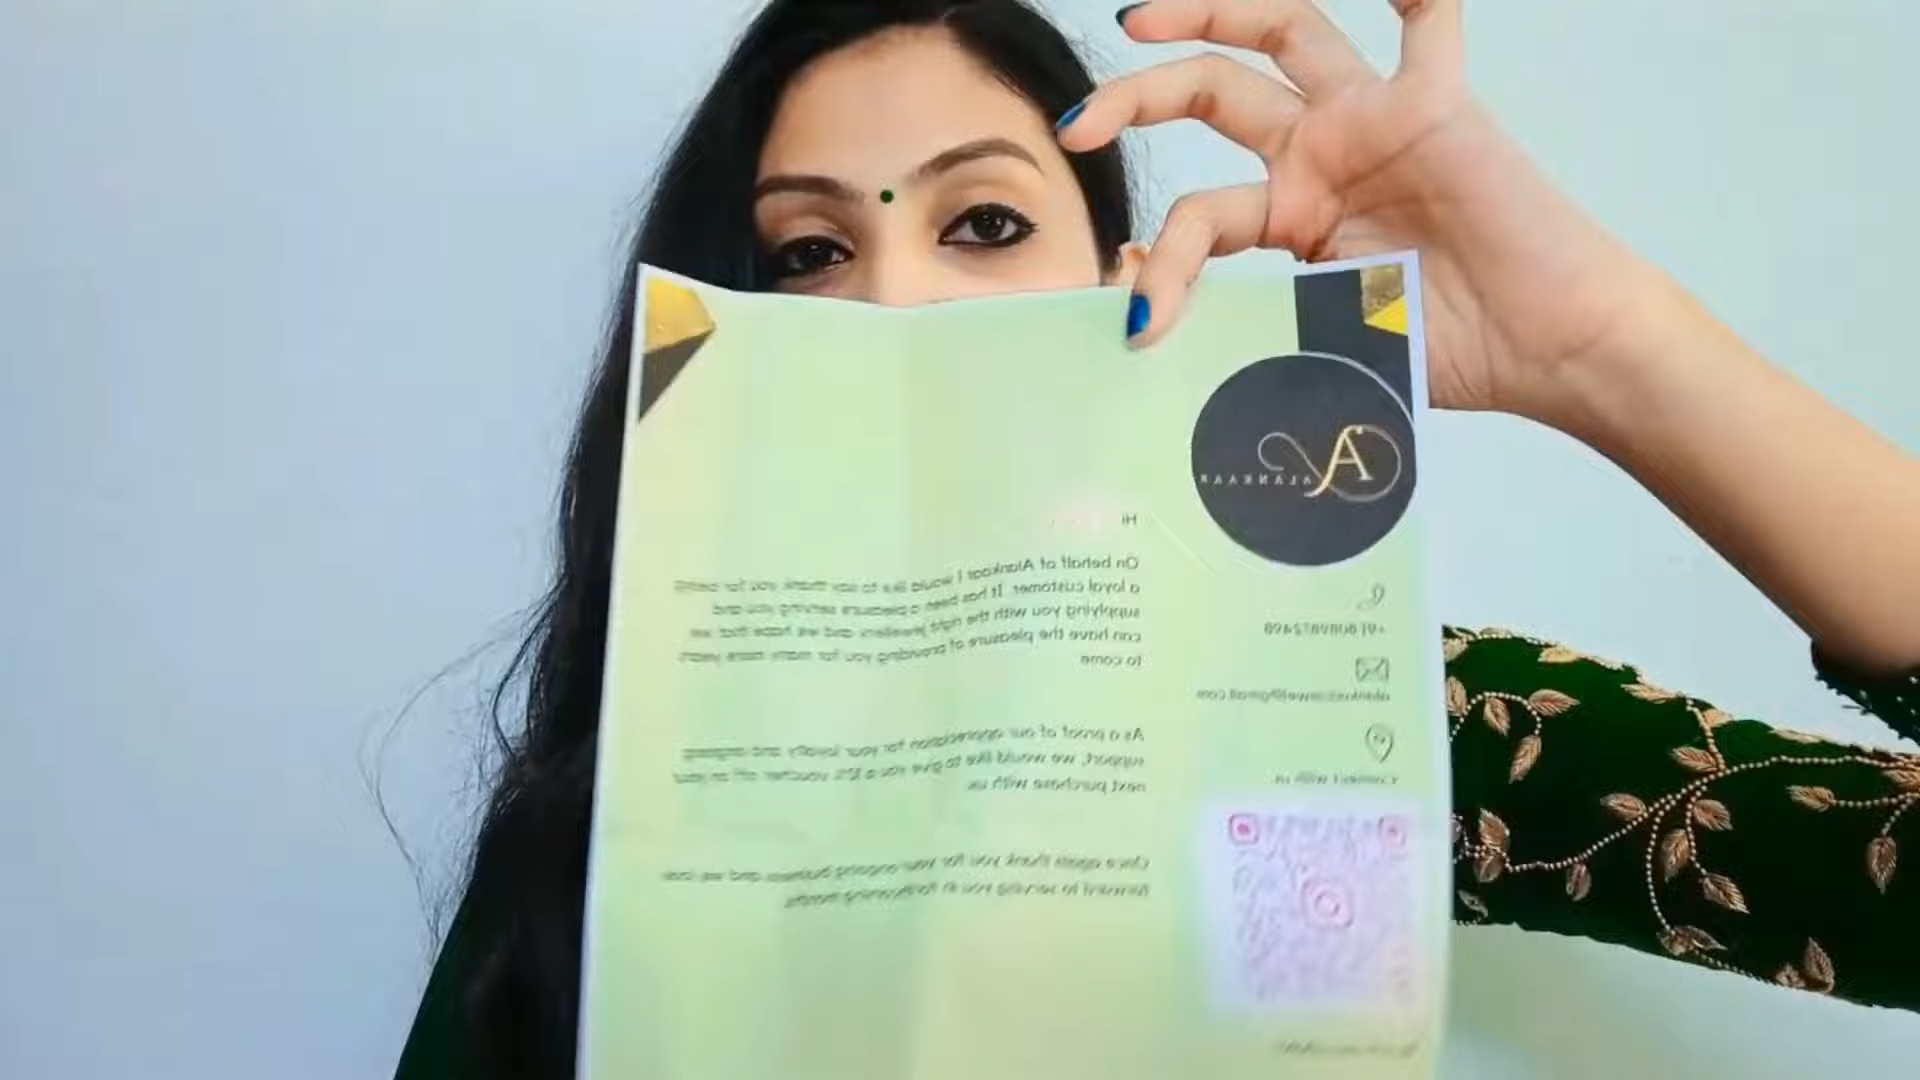 ALANKAAR
Hi
On behalf of Alankaar I would like to say thank you for being
a loyal customer. It has been a pleasure serving you and
supplying you with the right jewellery and we hope that we
can have the pleasure of providing you for many more years
to come
As a proof of our appreciation for your loyalty and ongoing
support, we would like to give you a 10% voucher off on your
next purchase with us
Once again thank you for your ongoing business and we look
forward to serving you in forthcoming months
+91 8089812498
Connect with us